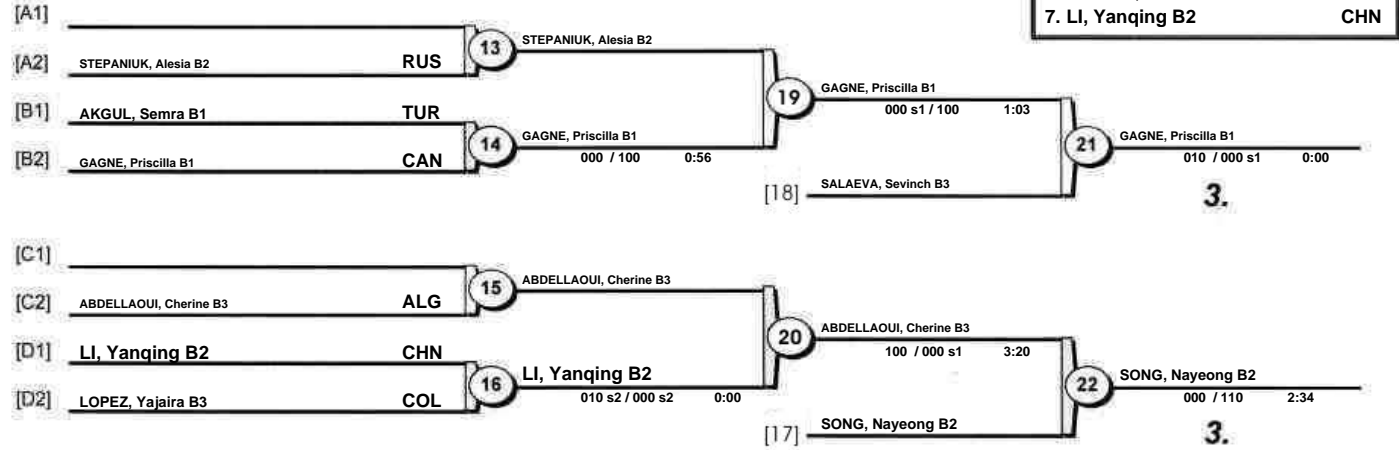 7. LI, Yanqing B2 CHN
[A1]
[A2] STEPANIUK, Alesia B2 RUS
13 STEPANIUK, Alesia B2
[B1] AKGUL, Semra B1 TUR
[B2] GAGNE, Priscilla B1 CAN
14 GAGNE, Priscilla B1
000 / 100 0:56
19 GAGNE, Priscilla B1
000 s1 / 100 1:03
[18] SALAEVA, Sevinch B3
21 GAGNE, Priscilla B1
010 / 000 s1 0:00
3.
[C1]
[C2] ABDELLAOUI, Cherine B3 ALG
15 ABDELLAOUI, Cherine B3
[D1] LI, Yanqing B2 CHN
[D2] LOPEZ, Yajaira B3 COL
16 LI, Yanqing B2
010 s2 / 000 s2 0:00
20 ABDELLAOUI, Cherine B3
100 / 000 s1 3:20
[17] SONG, Nayeong B2
22 SONG, Nayeong B2
000 / 110 2:34
3.